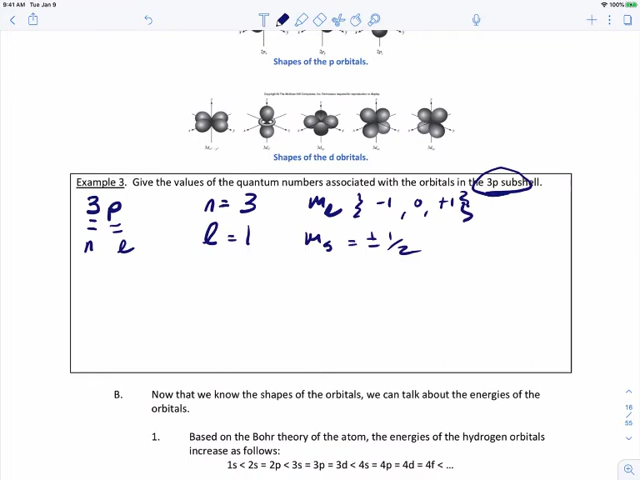 9:41 AM Tue Jan 9
100%
T
Shapes of the p orbitals.
Shapes of the d obritals.
Example 3. Give the values of the quantum numbers associated with the orbitals in the 3p subshell.
3p n = 3 mℓ { -1, 0, +1 }
n ℓ ℓ = 1 ms = ± 1/2
B. Now that we know the shapes of the orbitals, we can talk about the energies of the
orbitals.
1. Based on the Bohr theory of the atom, the energies of the hydrogen orbitals
increase as follows:
1s < 2s = 2p < 3s = 3p = 3d < 4s = 4p = 4d = 4f < ...
16
55